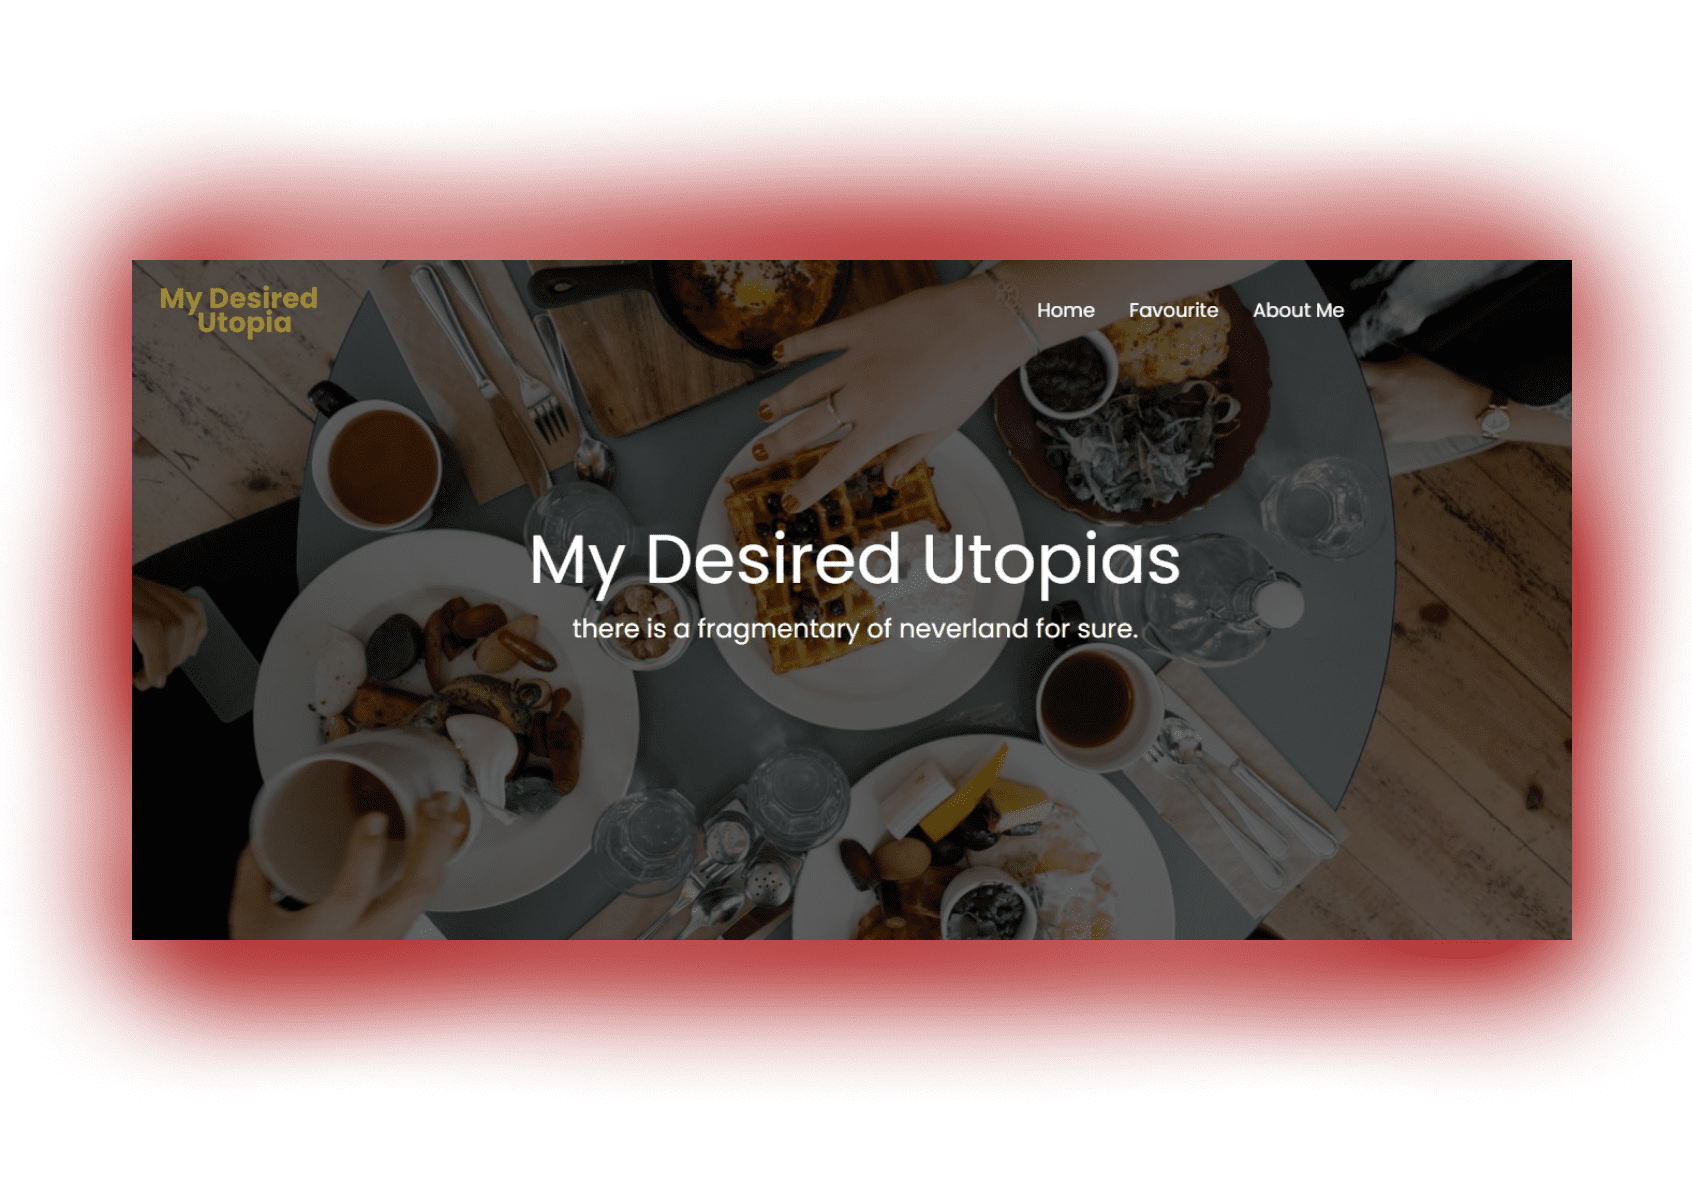 My Desired
Utopia
Home Favourite About Me
My Desired Utopias
there is a fragmentary of neverland for sure.